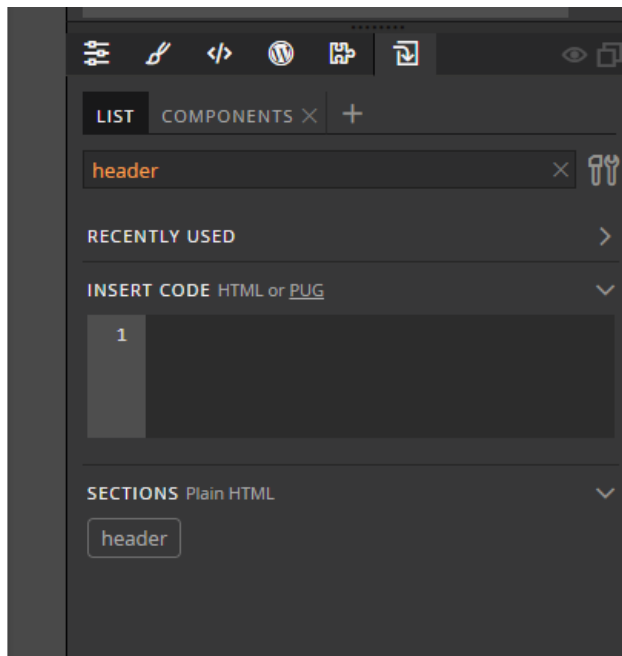 LIST COMPONENTS
header
RECENTLY USED
INSERT CODE HTML or PUG
1
SECTIONS Plain HTML
header